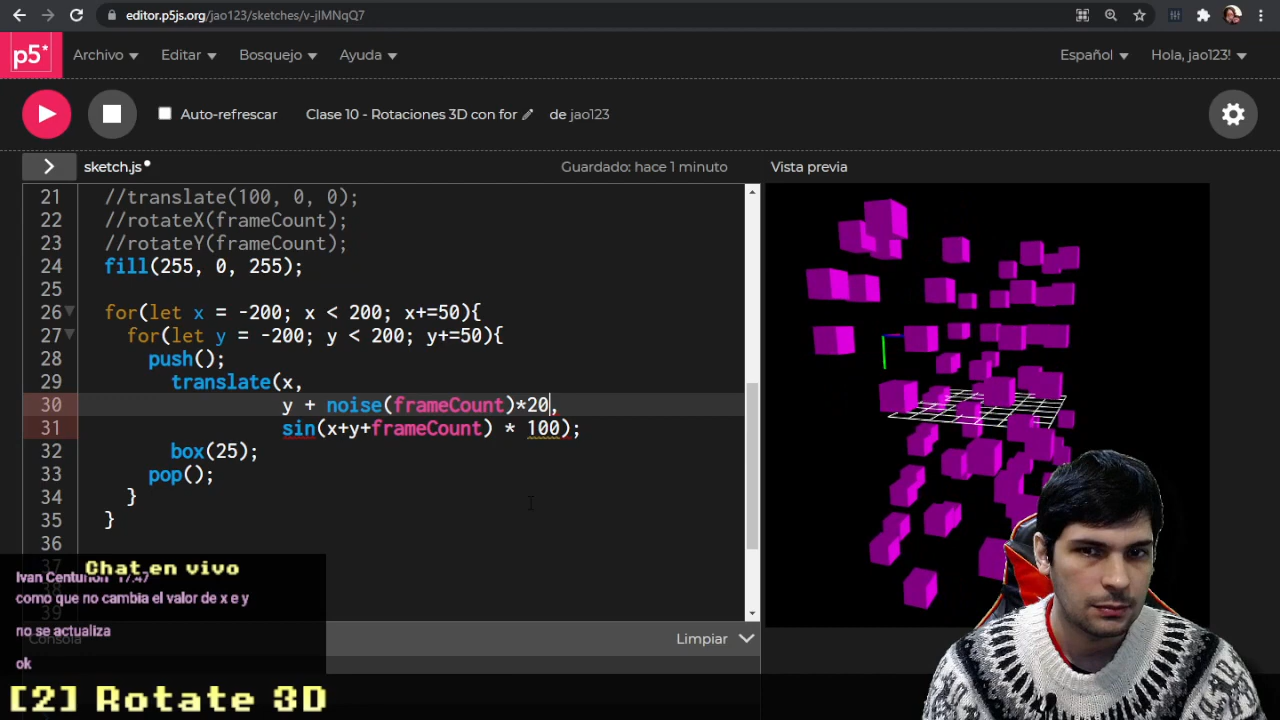 editor.p5js.org/jao123/sketches/v-jIMNqQ7
p5*
Archivo Editar Bosquejo Ayuda Español Hola, jao123!
Auto-refrescar Clase 10 - Rotaciones 3D con for de jao123
sketch.js Guardado: hace 1 minuto Vista previa
21 //translate(100, 0, 0);
22 //rotateX(frameCount);
23 //rotateY(frameCount);
24 fill(255, 0, 255);
25
26 for(let x = -200; x < 200; x+=50){
27 for(let y = -200; y < 200; y+=50){
28 push();
29 translate(x,
30 y + noise(frameCount)*20,
31 sin(x+y+frameCount) * 100);
32 box(25);
33 pop();
34 }
35 }
36
Chat en vivo
Ivan Centurion 17:47
como que no cambia el valor de x e y
no se actualiza
Consola Limpiar
ok
[2] Rotate 3D